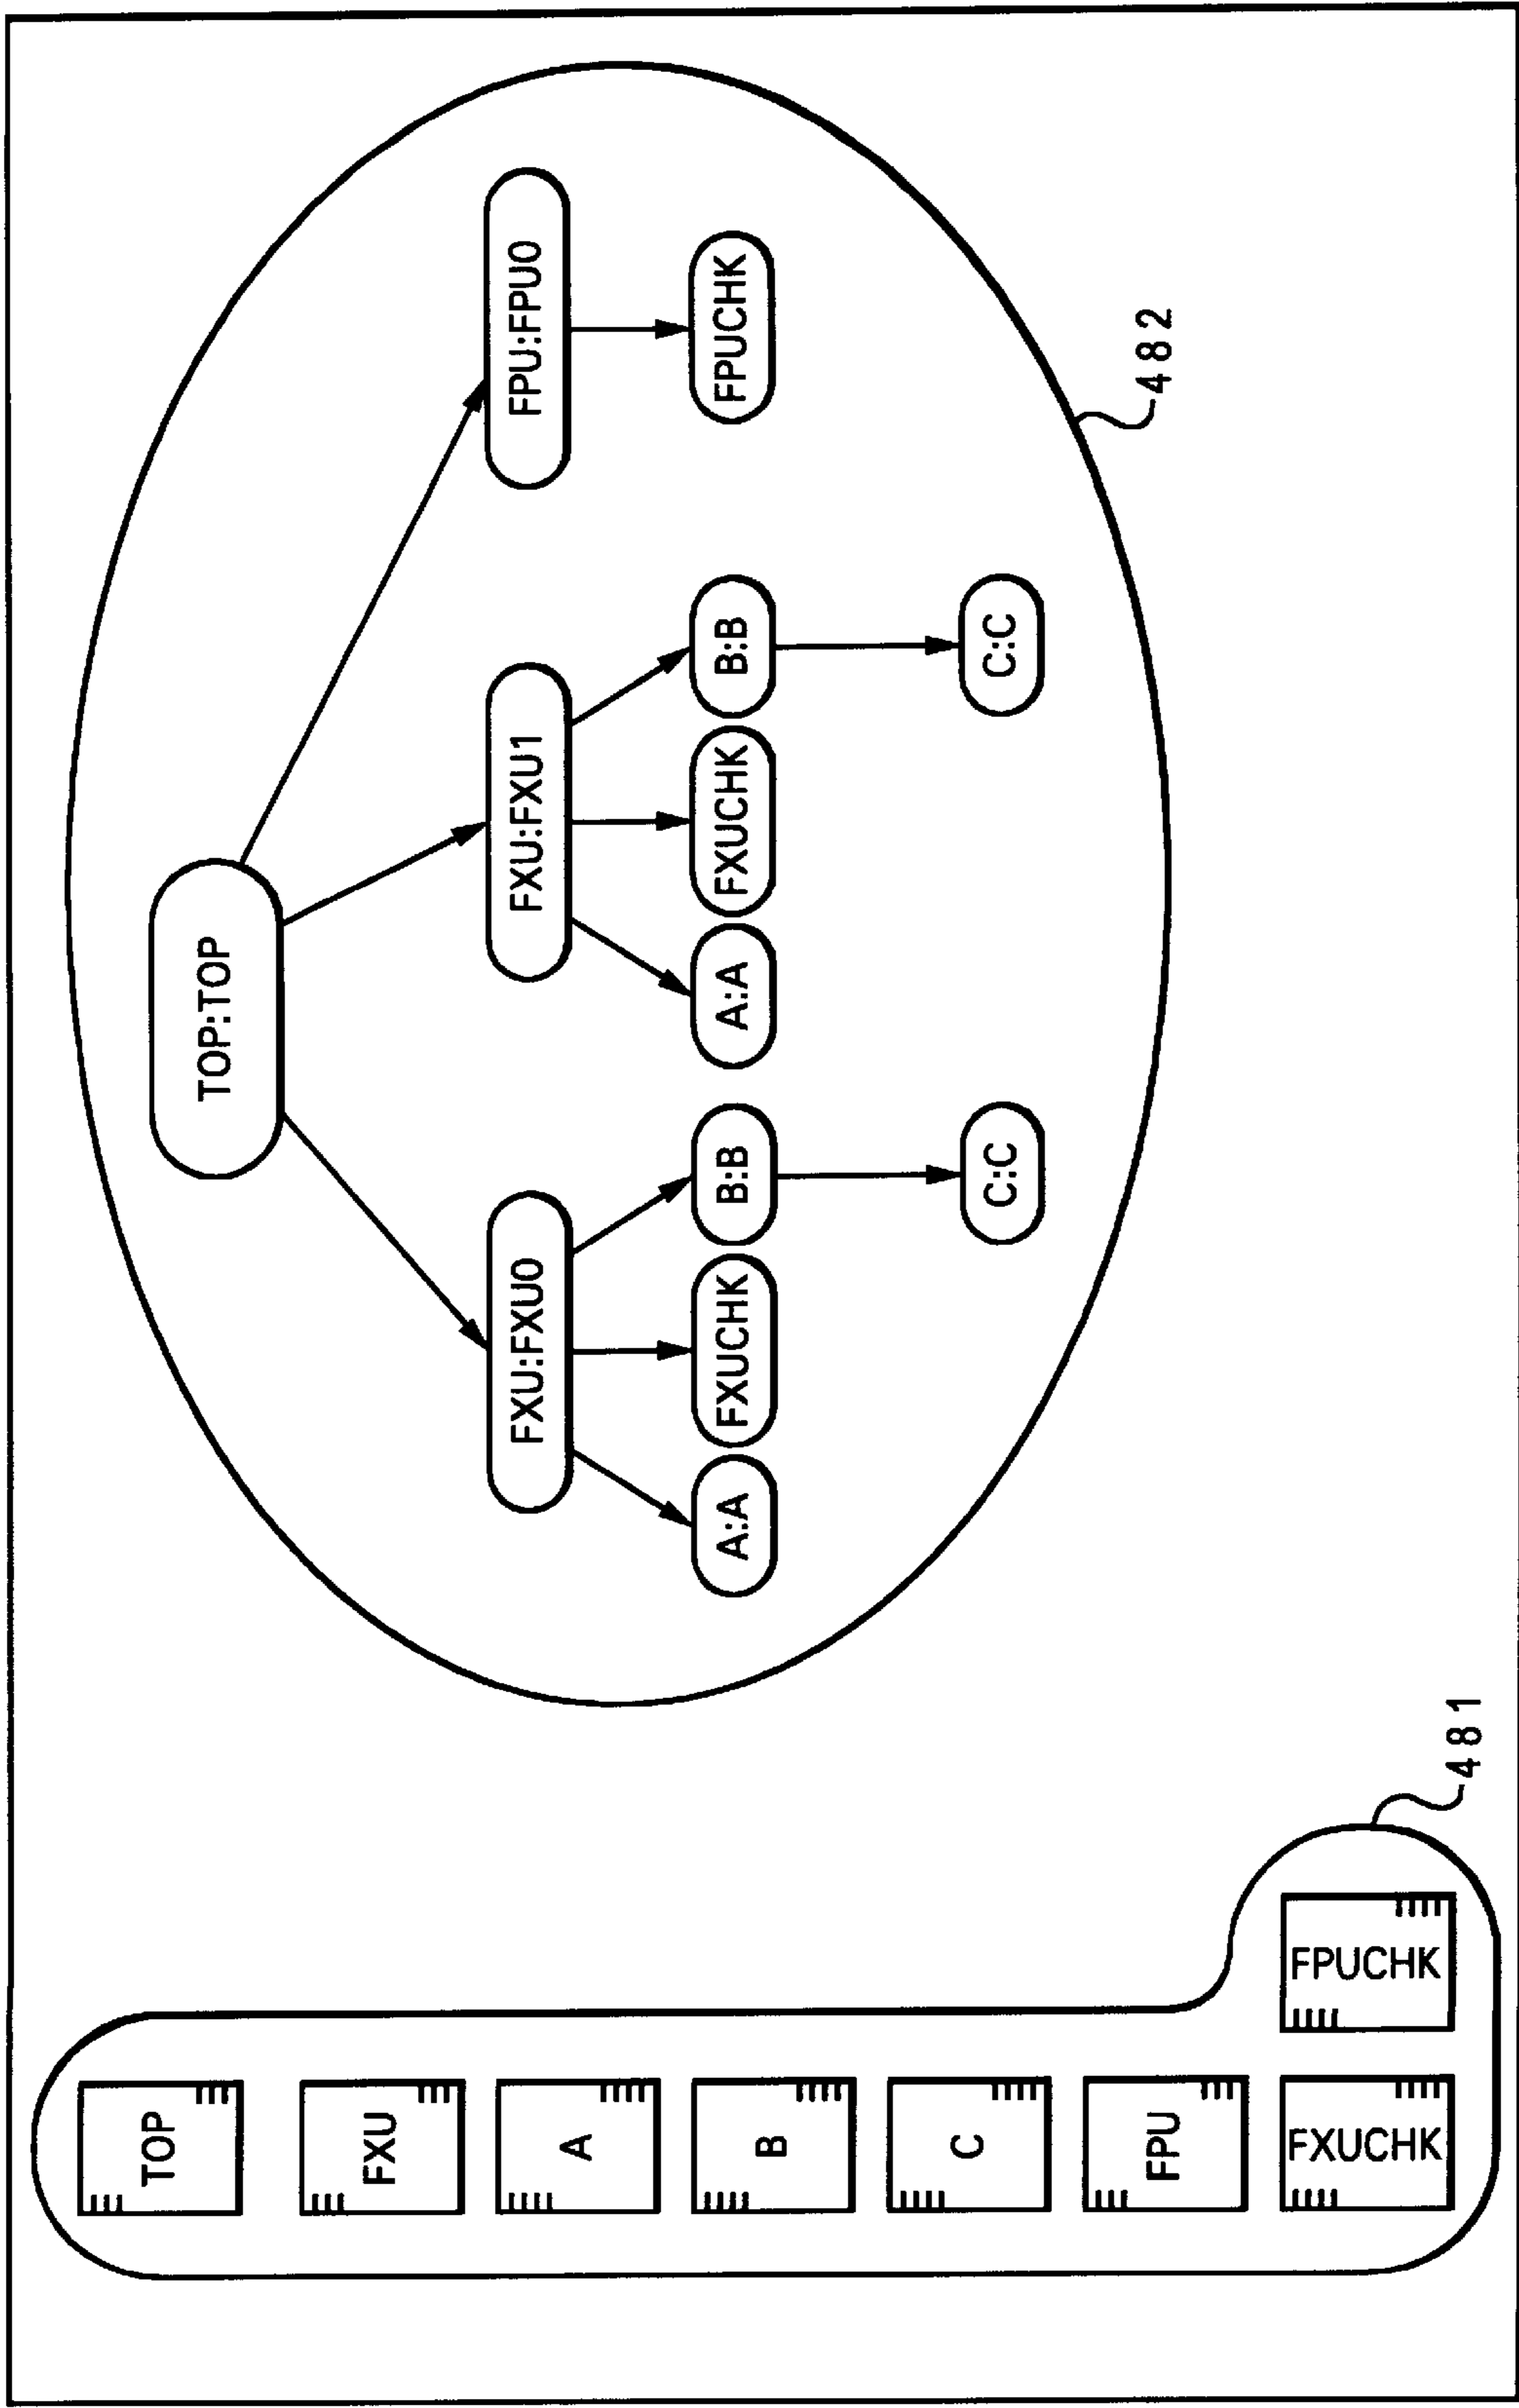 TOP
FXU
A
B
C
FPU
FXUCHK
FPUCHK
481
TOP:TOP
FXU:FXU0
FXU:FXU1
FPU:FPU0
A:A
FXUCHK
B:B
A:A
FXUCHK
B:B
FPUCHK
C:C
C:C
482